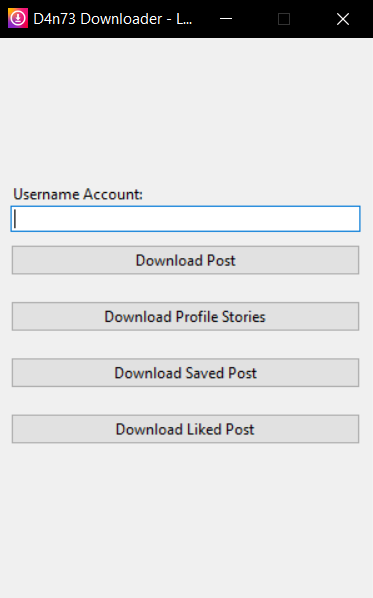 D4n73 Downloader - L...
Username Account:
Download Post
Download Profile Stories
Download Saved Post
Download Liked Post